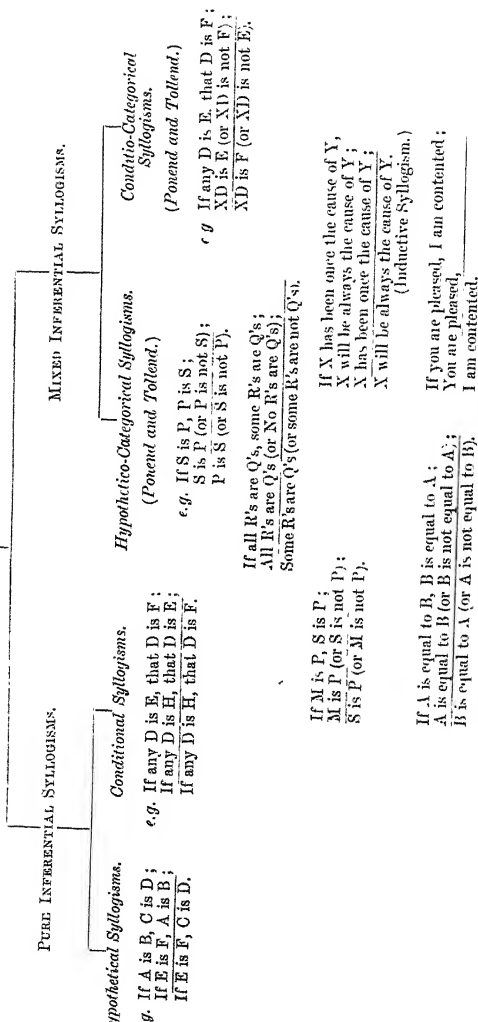 PURE INFERENTIAL SYLLOGISMS.
ypothetical Syllogisms.
g. If A is B, C is D;
If E is F, A is B;
If E is F, C is D.
Conditional Syllogisms.
e.g. If any D is E, that D is F;
If any D is H, that D is E;
If any D is H, that D is F.
MIXED INFERENTIAL SYLLOGISMS.
Hypothetico-Categorical Syllogisms.
(Ponend and Tollend.)
e.g. If S is P, P is S;
S is P (or P is not S);
P is S (or S is not P).
If all R's are Q's, some R's are Q's;
All R's are Q's (or No R's are Q's);
Some R's are Q's (or some R's are not Q's).
If M is P, S is P;
M is P (or S is not P);
S is P (or M is not P).
If X has been once the cause of Y,
X will be always the cause of Y;
X has been once the cause of Y;
X will be always the cause of Y.
(Inductive Syllogism.)
If A is equal to B, B is equal to A;
A is equal to B (or B is not equal to A);
B is equal to A (or A is not equal to B).
If you are pleased, I am contented;
You are pleased,
I am contented.
Conditio-Categorical
Syllogisms.
(Ponend and Tollend.)
e g If any D is E. that D is F;
XD is E (or XD is not F);
XD is F (or XD is not E).